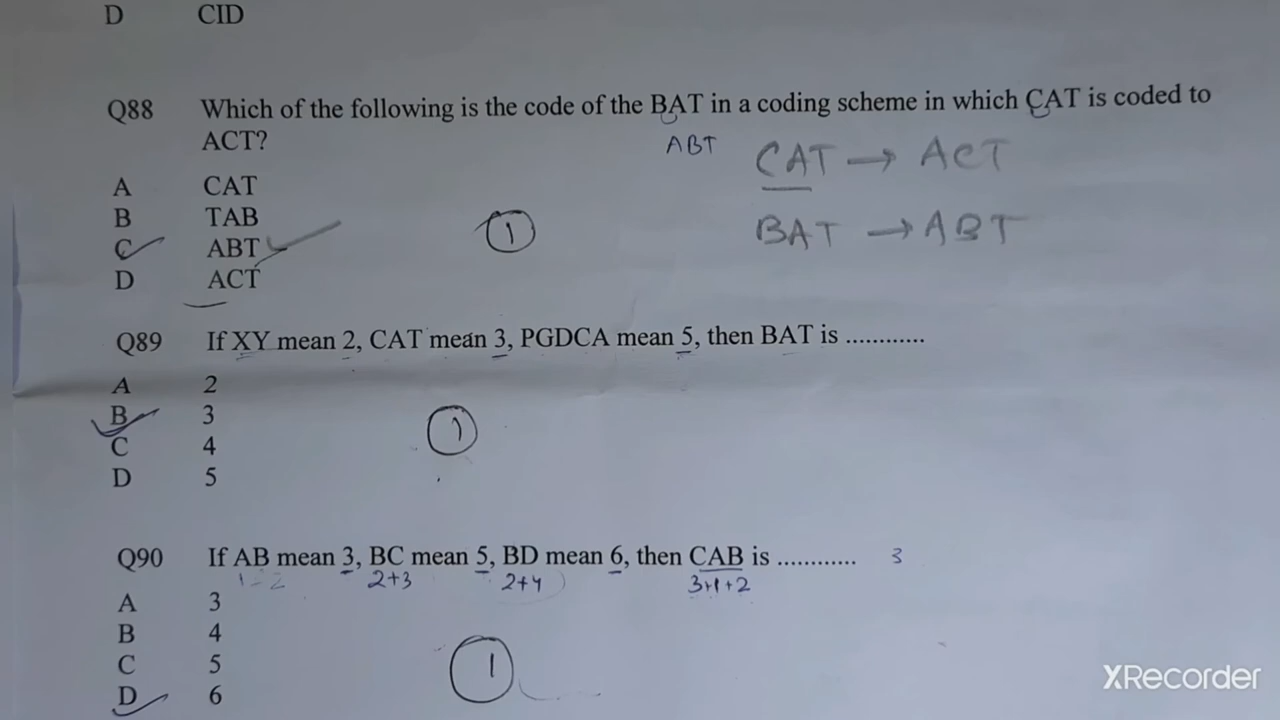 D CID
Q88 Which of the following is the code of the BAT in a coding scheme in which CAT is coded to
ACT?
ABT
CAT → ACT
A CAT
B TAB
1
BAT → ABT
C ABT
D ACT
Q89 If XY mean 2, CAT mean 3, PGDCA mean 5, then BAT is ............
A 2
B 3
1
C 4
D 5
Q90 If AB mean 3, BC mean 5, BD mean 6, then CAB is ............ 3
2+3 2+4 3+1+2
A 3
B 4
C 5
1
D 6
XRecorder